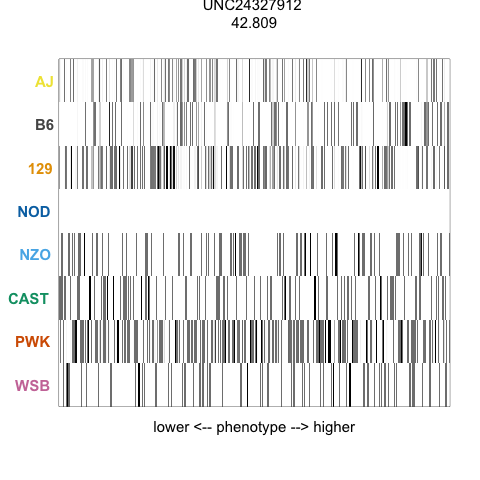 UNC24327912
42.809
AJ
B6
129
NOD
NZO
CAST
PWK
WSB
lower <-- phenotype --> higher